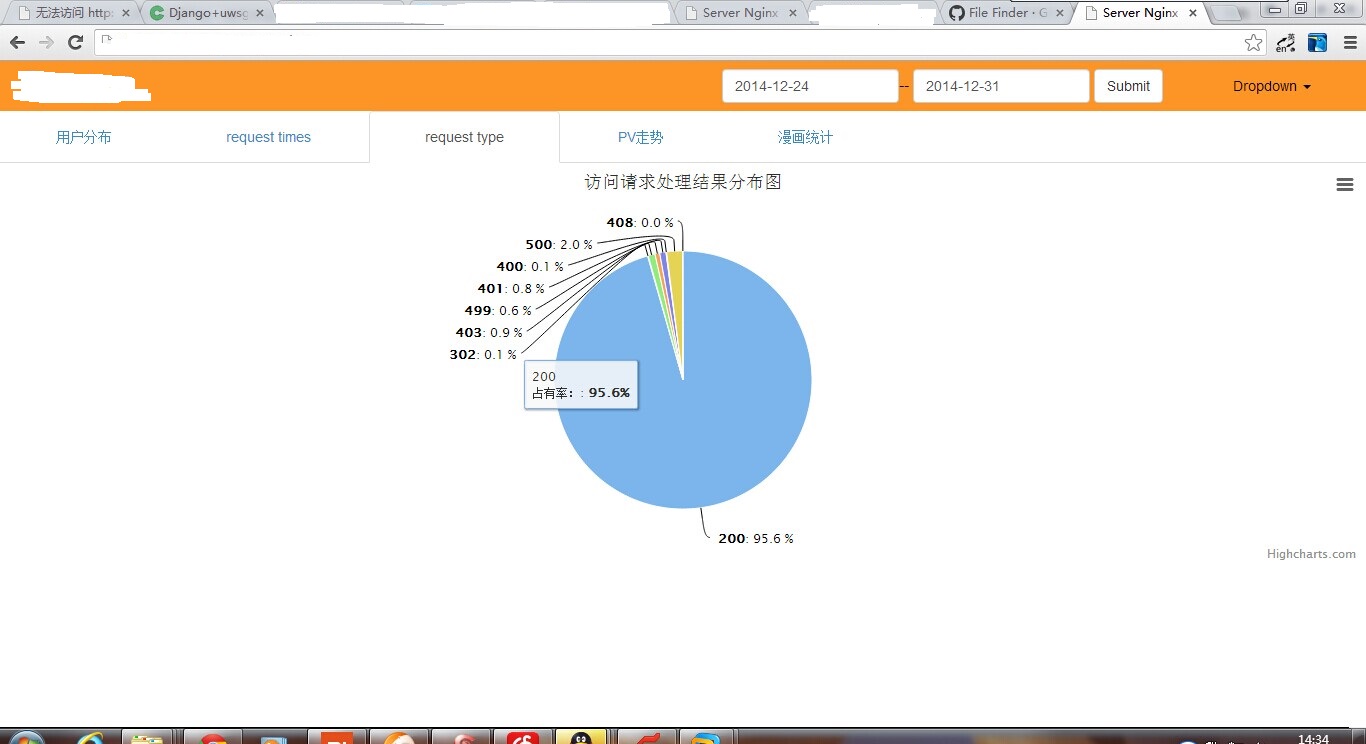 无法访问 http:
Django+uwsg
Server Nginx
File Finder · G
Server Nginx
2014-12-24 -- 2014-12-31 Submit Dropdown
用户分布 request times request type PV走势 漫画统计
访问请求处理结果分布图
408: 0.0 %
500: 2.0 %
400: 0.1 %
401: 0.8 %
499: 0.6 %
403: 0.9 %
302: 0.1 %
200
占有率: : 95.6%
200: 95.6 %
Highcharts.com
14:34